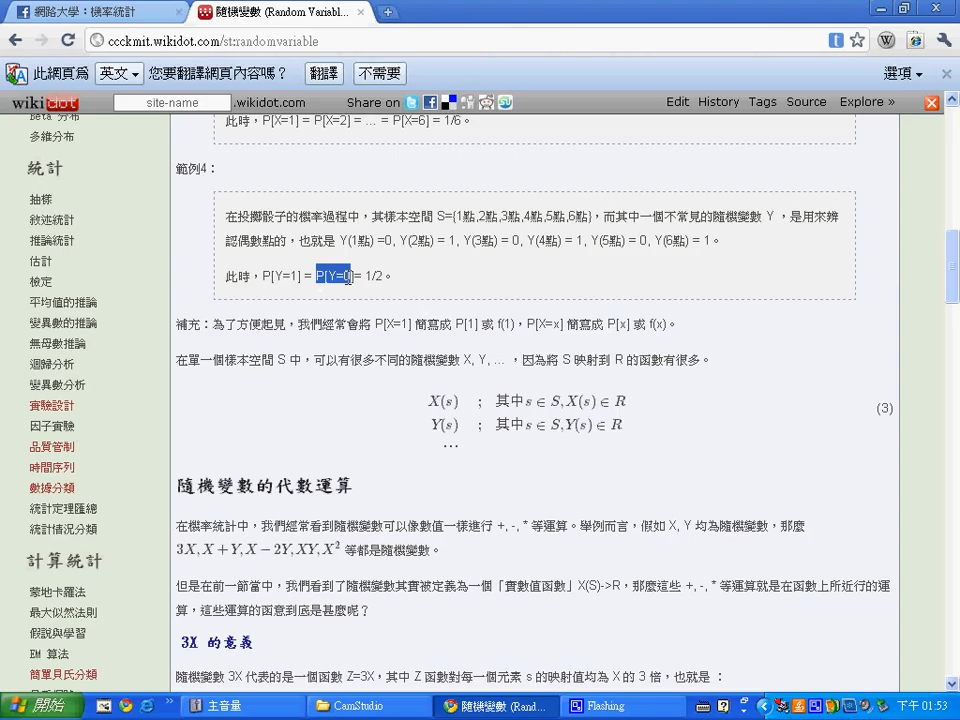 網路大學：機率統計
隨機變數 (Random Variabl...
ccckmit.wikidot.com/st:randomvariable
此網頁為 英文 您要翻譯網頁內容嗎？ 翻譯 不需要 選項
wikidot site-name .wikidot.com Share on Edit History Tags Source Explore »
Beta 分布
多維分布
統計
抽樣
敘述統計
推論統計
估計
檢定
平均值的推論
變異數的推論
無母數推論
迴歸分析
變異數分析
實驗設計
因子實驗
品質管制
時間序列
數據分類
統計定理匯總
統計情況分類
計算統計
蒙地卡羅法
最大似然法則
假說與學習
EM 算法
簡單貝氏分類
此時，P[X=1] = P[X=2] = ... = P[X=6] = 1/6。
範例4：
在投擲骰子的機率過程中，其樣本空間 S={1點,2點,3點,4點,5點,6點}，而其中一個不常見的隨機變數 Y ，是用來辨
認偶數點的，也就是 Y(1點) =0, Y(2點) = 1, Y(3點) = 0, Y(4點) = 1, Y(5點) = 0, Y(6點) = 1。
此時，P[Y=1] = P[Y=0]= 1/2。
補充：為了方便起見，我們經常會將 P[X=1] 簡寫成 P[1] 或 f(1)，P[X=x] 簡寫成 P[x] 或 f(x)。
在單一個樣本空間 S 中，可以有很多不同的隨機變數 X, Y, ... ，因為將 S 映射到 R 的函數有很多。
X(s) ; 其中 s ∈ S, X(s) ∈ R
(3)
Y(s) ; 其中 s ∈ S, Y(s) ∈ R
...
隨機變數的代數運算
在機率統計中，我們經常看到隨機變數可以像數值一樣進行 +, -, * 等運算。舉例而言，假如 X, Y 均為隨機變數，那麼
3X, X + Y, X − 2Y, XY, X² 等都是隨機變數。
但是在前一節當中，我們看到了隨機變數其實被定義為一個「實數值函數」X(S)->R，那麼這些 +, -, * 等運算就是在函數上所近行的運
算，這些運算的函意到底是甚麼呢？
3X 的意義
隨機變數 3X 代表的是一個函數 Z=3X，其中 Z 函數對每一個元素 s 的映射值均為 X 的 3 倍，也就是 ：
開始 主音量 CamStudio 隨機變數 (Rand... Flashing 下午 01:53